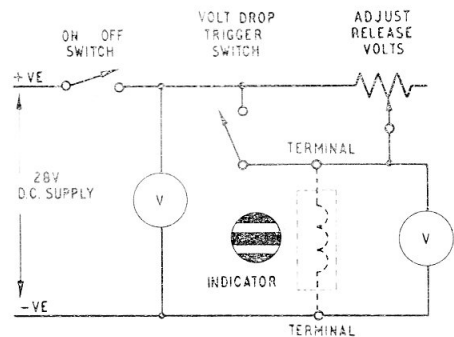 ON OFF
SWITCH
VOLT DROP
TRIGGER
SWITCH
ADJUST
RELEASE
VOLTS
+VE
28V
D.C. SUPPLY
V
TERMINAL
V
INDICATOR
-VE
TERMINAL